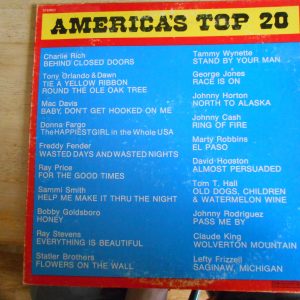 STEREO
AMERICA'S TOP 20
Charlie Rich
BEHIND CLOSED DOORS
Tony Orlando & Dawn
TIE A YELLOW RIBBON
ROUND THE OLE OAK TREE
Mac Davis
BABY, DON'T GET HOOKED ON ME
Donna Fargo
The HAPPIEST GIRL in the Whole USA
Freddy Fender
WASTED DAYS AND WASTED NIGHTS
Ray Price
FOR THE GOOD TIMES
Sammi Smith
HELP ME MAKE IT THRU THE NIGHT
Bobby Goldsboro
HONEY
Ray Stevens
EVERYTHING IS BEAUTIFUL
Statler Brothers
FLOWERS ON THE WALL
Tammy Wynette
STAND BY YOUR MAN
George Jones
RACE IS ON
Johnny Horton
NORTH TO ALASKA
Johnny Cash
RING OF FIRE
Marty Robbins
EL PASO
David Houston
ALMOST PERSUADED
Tom T. Hall
OLD DOGS, CHILDREN
& WATERMELON WINE
Johnny Rodriguez
PASS ME BY
Claude King
WOLVERTON MOUNTAIN
Lefty Frizzell
SAGINAW, MICHIGAN